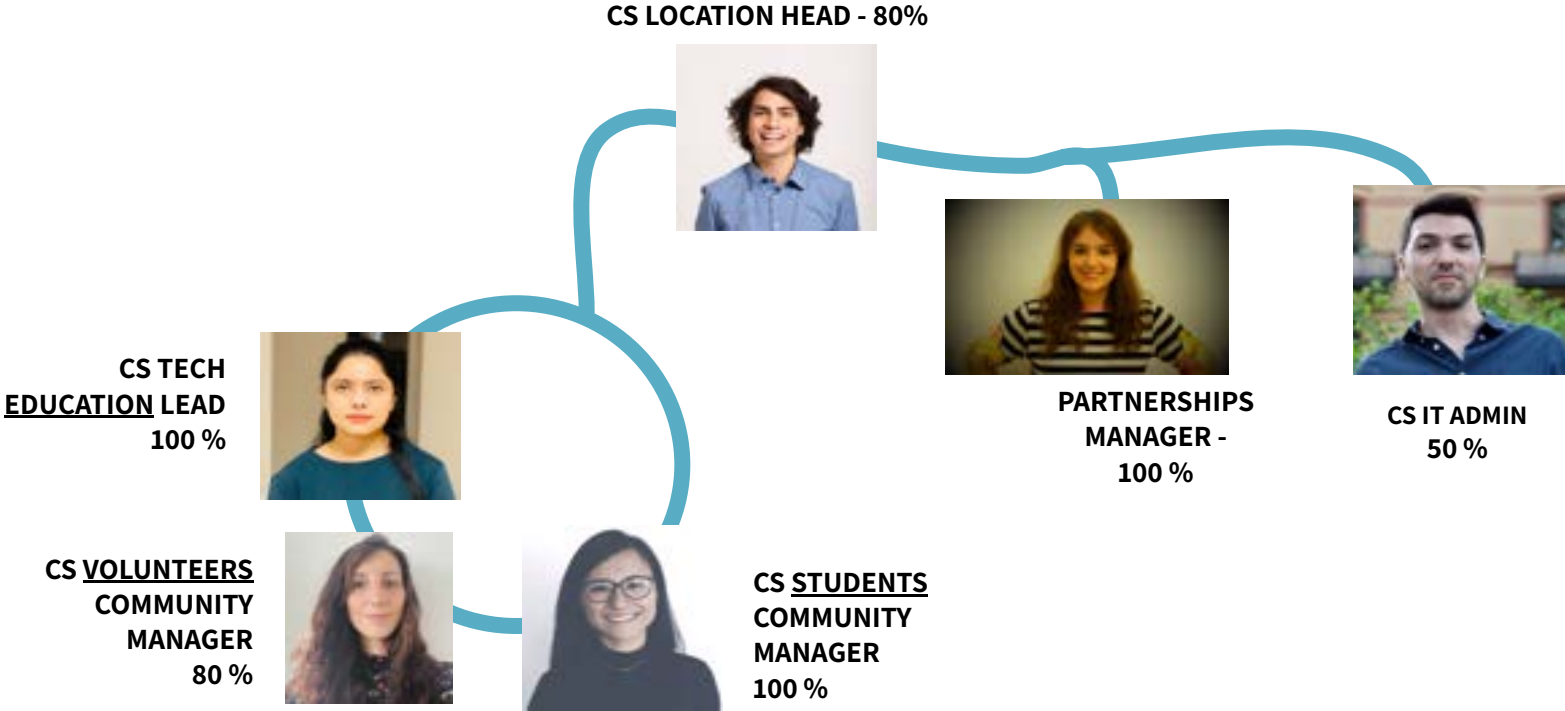 CS LOCATION HEAD - 80%
CS TECH
EDUCATION LEAD
100 %
PARTNERSHIPS
MANAGER -
100 %
CS IT ADMIN
50 %
CS VOLUNTEERS
COMMUNITY
MANAGER
80 %
CS STUDENTS
COMMUNITY
MANAGER
100 %